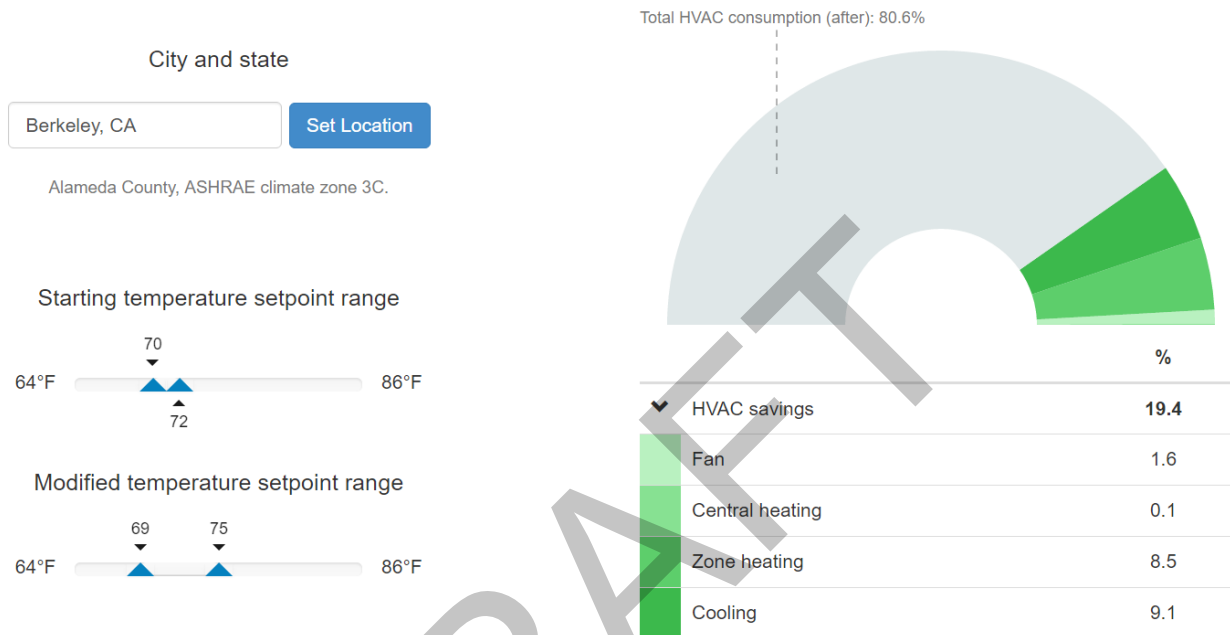 City and state
Berkeley, CA
Set Location
Alameda County, ASHRAE climate zone 3C.
Starting temperature setpoint range
70
64°F
86°F
72
Modified temperature setpoint range
69 75
64°F
86°F
Total HVAC consumption (after): 80.6%
%
HVAC savings 19.4
Fan 1.6
Central heating 0.1
Zone heating 8.5
Cooling 9.1
DRAFT